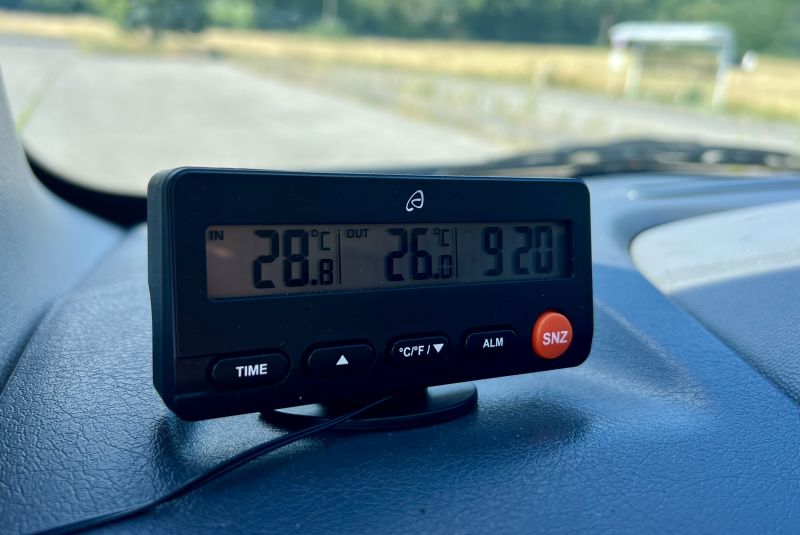 IN 28.8 °C OUT 26.0 °C 9 20
TIME ▲ °C/°F / ▼ ALM SNZ